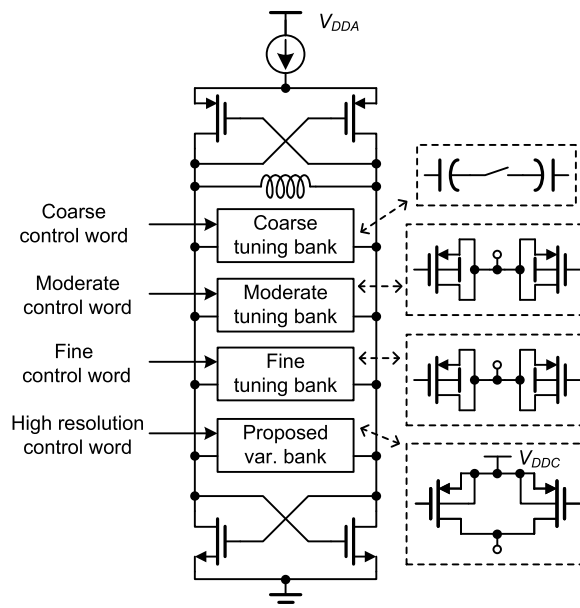 V_DDA
Coarse
control word
Coarse
tuning bank
Moderate
control word
Moderate
tuning bank
Fine
control word
Fine
tuning bank
High resolution
control word
Proposed
var. bank
V_DDC